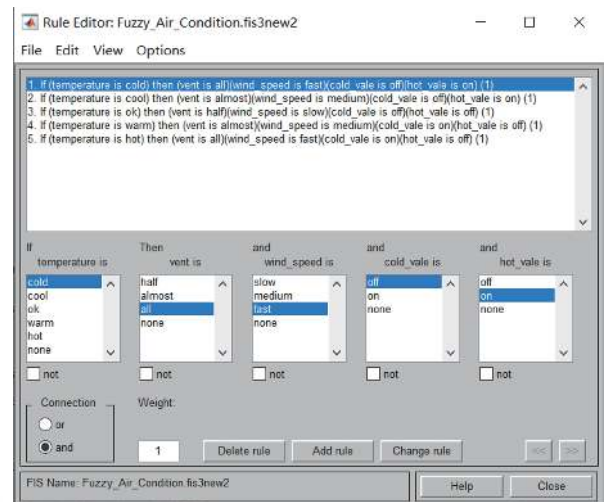 Rule Editor: Fuzzy_Air_Condition.fis3new2
File Edit View Options
1. If (temperature is cold) then (vent is all)(wind_speed is fast)(cold_vale is off)(hot_vale is on) (1)
2. If (temperature is cool) then (vent is almost)(wind_speed is medium)(cold_vale is off)(hot_vale is on) (1)
3. If (temperature is ok) then (vent is half)(wind_speed is slow)(cold_vale is off)(hot_vale is off) (1)
4. If (temperature is warm) then (vent is almost)(wind_speed is medium)(cold_vale is on)(hot_vale is off) (1)
5. If (temperature is hot) then (vent is all)(wind_speed is fast)(cold_vale is on)(hot_vale is off) (1)
If Then and and and
temperature is vent is wind_speed is cold_vale is hot_vale is
cold half slow off off
cool almost medium on on
ok all fast none none
warm none none
hot
none
not not not not not
Connection Weight:
or
and 1 Delete rule Add rule Change rule << >>
FIS Name: Fuzzy_Air_Condition.fis3new2 Help Close